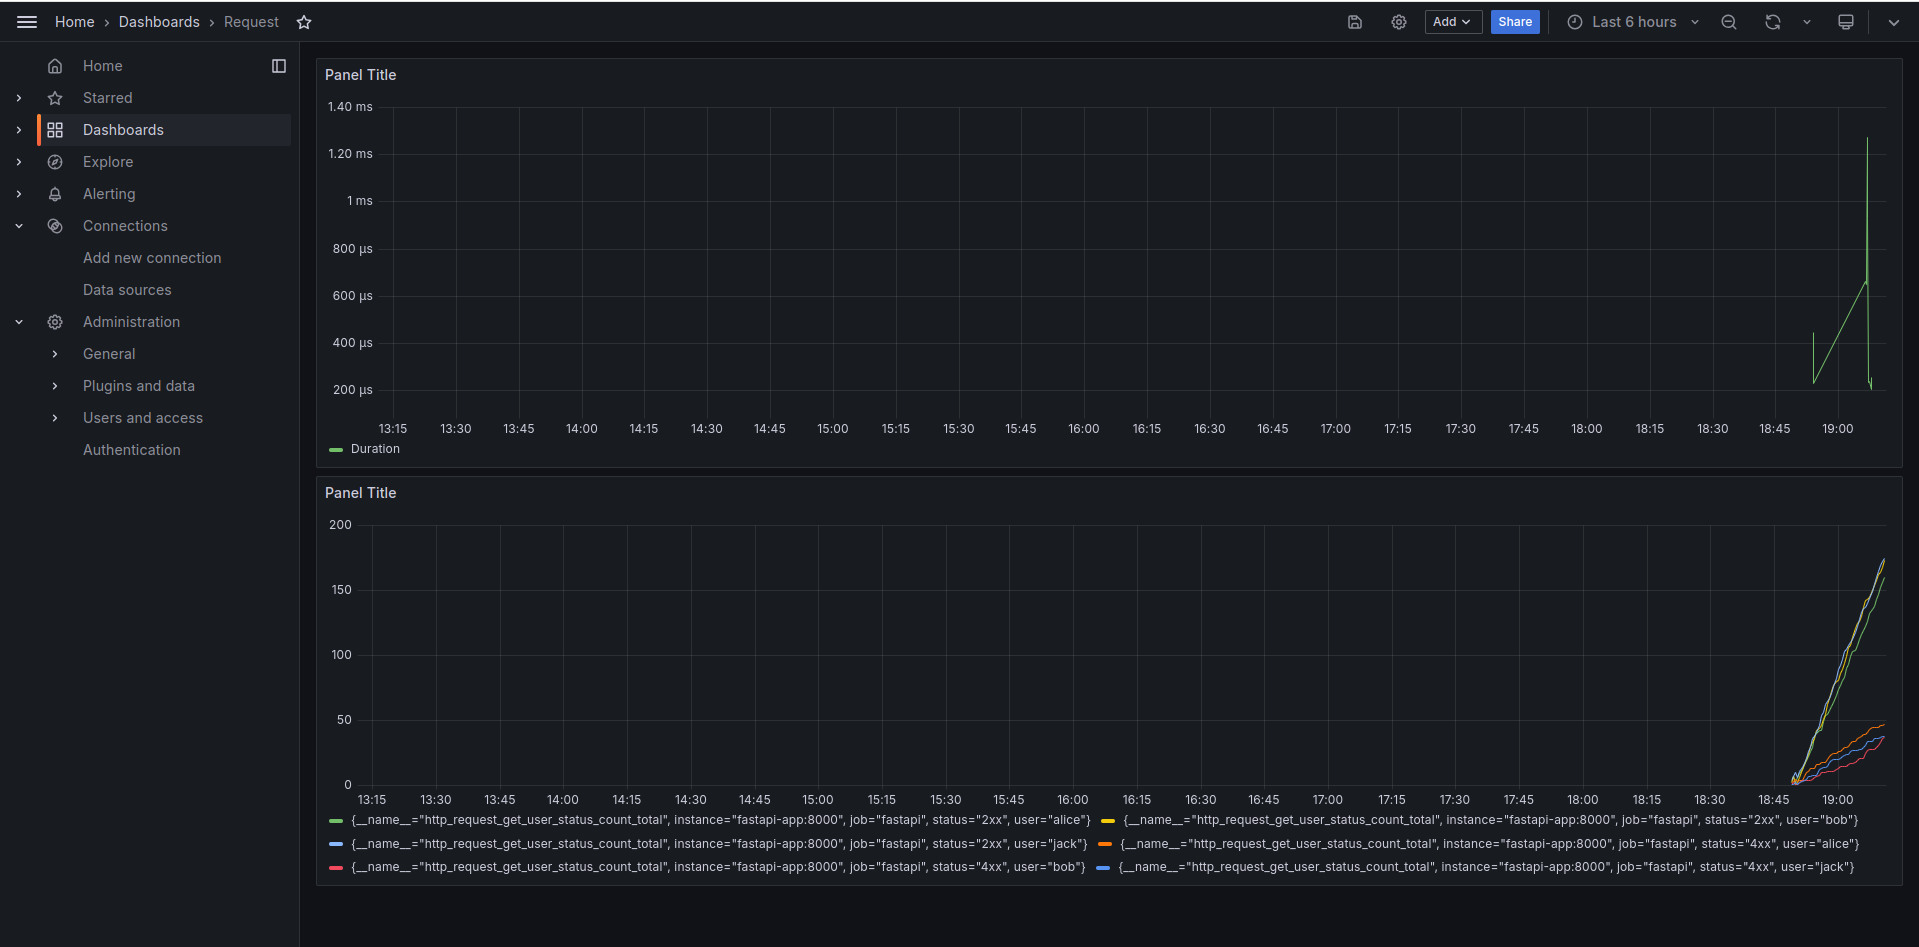 Home › Dashboards › Request
Add
Share
Last 6 hours
Home
Starred
Dashboards
Explore
Alerting
Connections
Add new connection
Data sources
Administration
General
Plugins and data
Users and access
Authentication
Panel Title
1.40 ms
1.20 ms
1 ms
800 µs
600 µs
400 µs
200 µs
13:15 13:30 13:45 14:00 14:15 14:30 14:45 15:00 15:15 15:30 15:45 16:00 16:15 16:30 16:45 17:00 17:15 17:30 17:45 18:00 18:15 18:30 18:45 19:00
Duration
Panel Title
200
150
100
50
0
13:15 13:30 13:45 14:00 14:15 14:30 14:45 15:00 15:15 15:30 15:45 16:00 16:15 16:30 16:45 17:00 17:15 17:30 17:45 18:00 18:15 18:30 18:45 19:00
{__name__="http_request_get_user_status_count_total", instance="fastapi-app:8000", job="fastapi", status="2xx", user="alice"} {__name__="http_request_get_user_status_count_total", instance="fastapi-app:8000", job="fastapi", status="2xx", user="bob"}
{__name__="http_request_get_user_status_count_total", instance="fastapi-app:8000", job="fastapi", status="2xx", user="jack"} {__name__="http_request_get_user_status_count_total", instance="fastapi-app:8000", job="fastapi", status="4xx", user="alice"}
{__name__="http_request_get_user_status_count_total", instance="fastapi-app:8000", job="fastapi", status="4xx", user="bob"} {__name__="http_request_get_user_status_count_total", instance="fastapi-app:8000", job="fastapi", status="4xx", user="jack"}